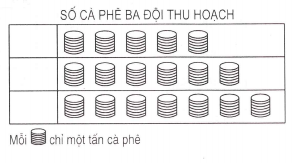 SỐ CÀ PHÊ BA ĐỘI THU HOẠCH
Mỗi chỉ một tấn cà phê